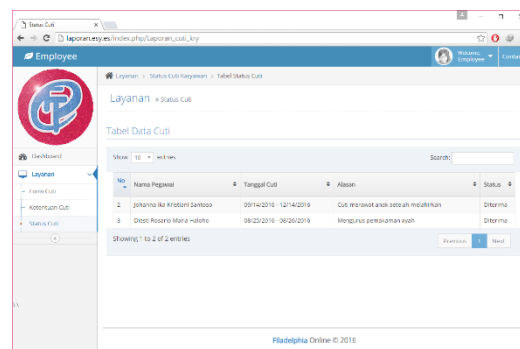 Status Cuti
laporan.esy.es/index.php/Laporan_cuti_kry
Employee
Welcome, Employee
Layanan > Status Cuti Karyawan > Tabel Status Cuti
Layanan » Status Cuti
Tabel Data Cuti
Dashboard
Layanan
Form Cuti
Ketentuan Cuti
Status Cuti
Show 10 entries Search:
No Nama Pegawai Tanggal Cuti Alasan Status
2 Johanna Ika Kristiani Santoso 09/14/2016 - 12/14/2016 Cuti merawat anak setelah melahirkan Diterima
3 Diesti Rosario Maria Haloho 08/25/2016 - 08/26/2016 Mengurus pemakaman ayah Diterima
Showing 1 to 2 of 2 entries Previous 1 Next
Filadelphia Online © 2016